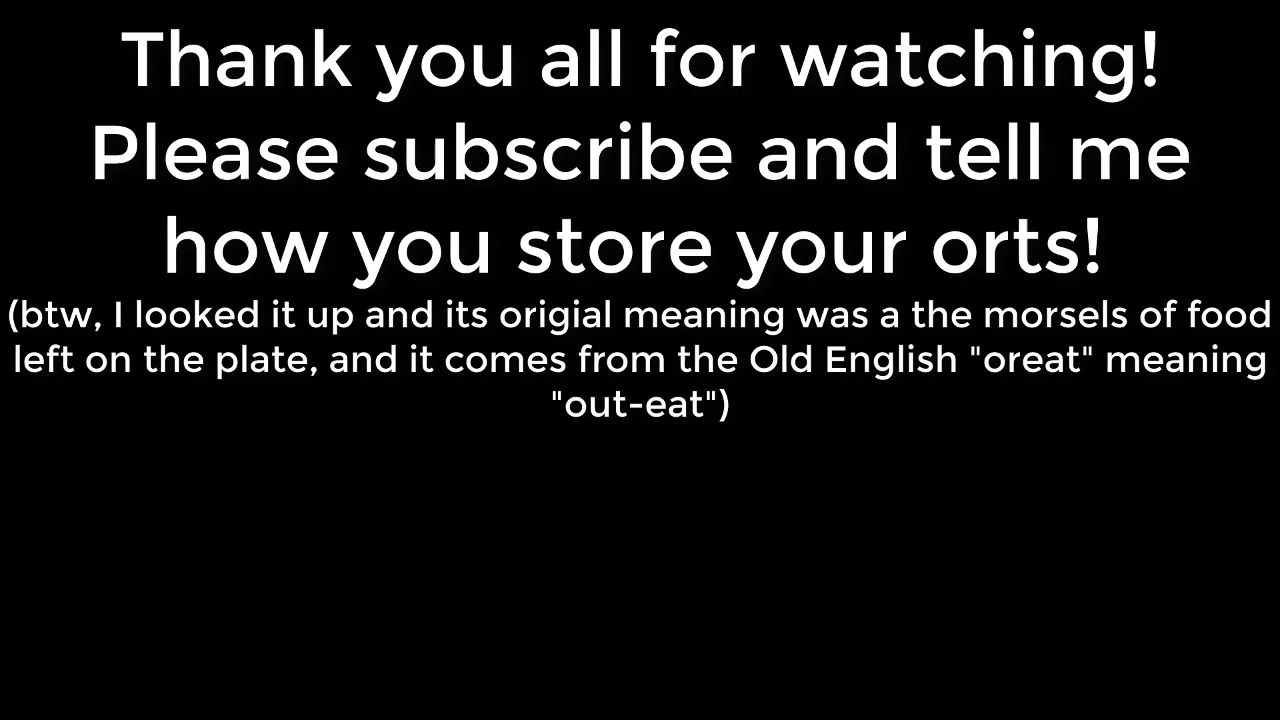 Thank you all for watching!
Please subscribe and tell me
how you store your orts!
(btw, I looked it up and its origial meaning was a the morsels of food
left on the plate, and it comes from the Old English "oreat" meaning
"out-eat")